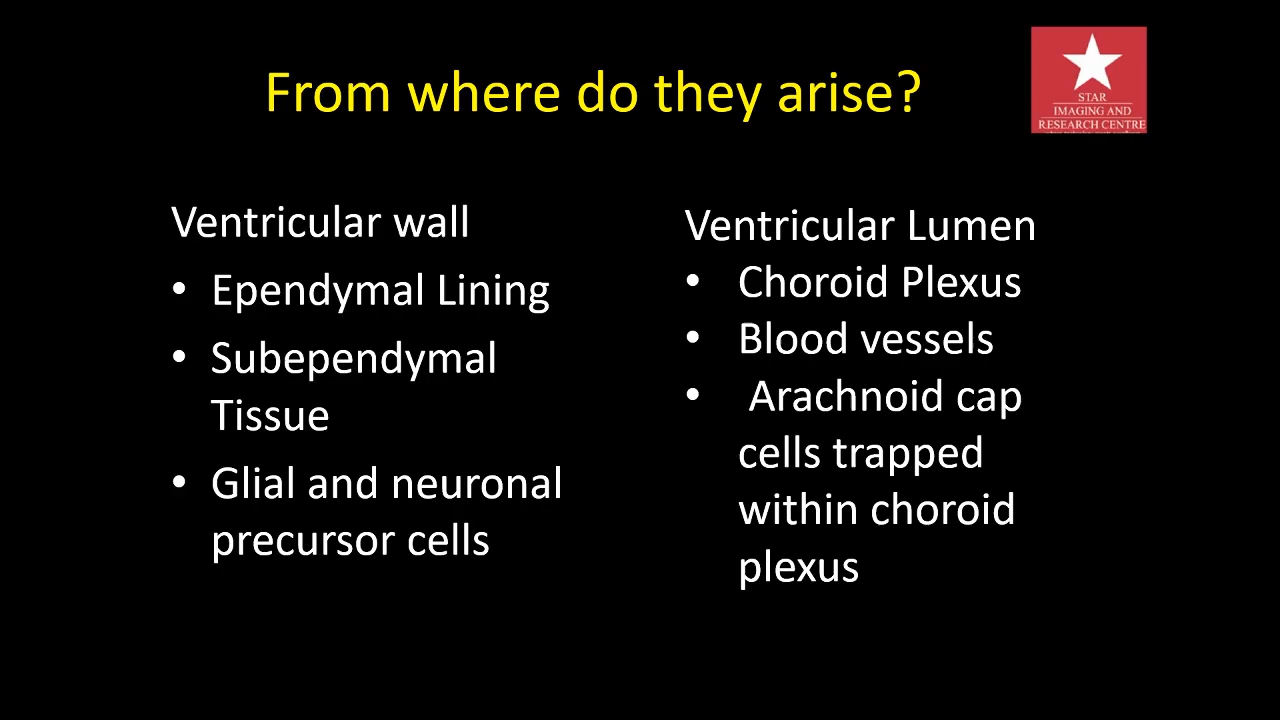 From where do they arise?
STAR
IMAGING AND
RESEARCH CENTRE
Ventricular wall
• Ependymal Lining
• Subependymal
Tissue
• Glial and neuronal
precursor cells
Ventricular Lumen
• Choroid Plexus
• Blood vessels
• Arachnoid cap
cells trapped
within choroid
plexus